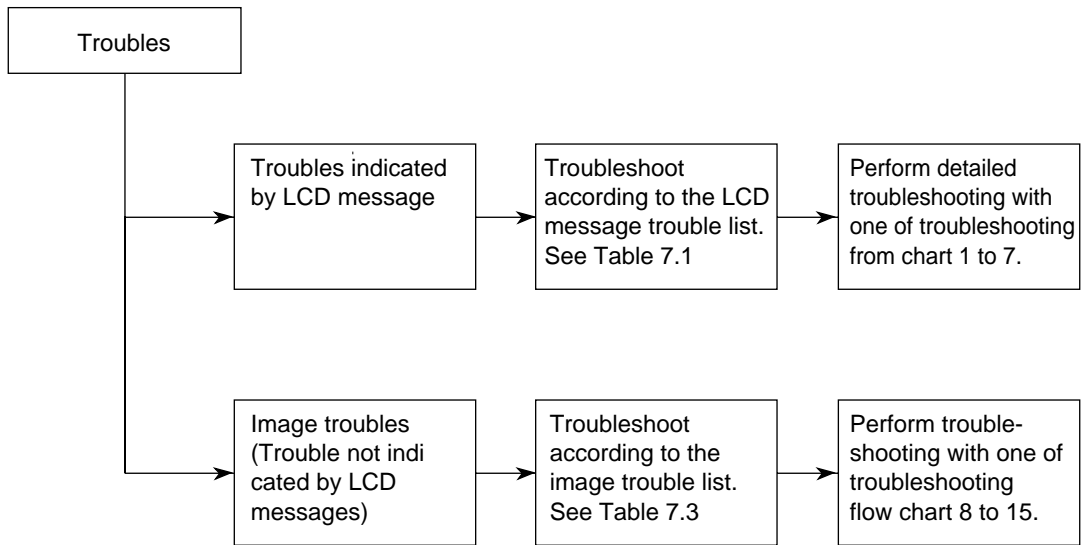 Troubles
Troubles indicated
by LCD message
Troubleshoot
according to the LCD
message trouble list.
See Table 7.1
Perform detailed
troubleshooting with
one of troubleshooting
from chart 1 to 7.
Image troubles
(Trouble not indi
cated by LCD
messages)
Troubleshoot
according to the
image trouble list.
See Table 7.3
Perform trouble-
shooting with one of
troubleshooting
flow chart 8 to 15.